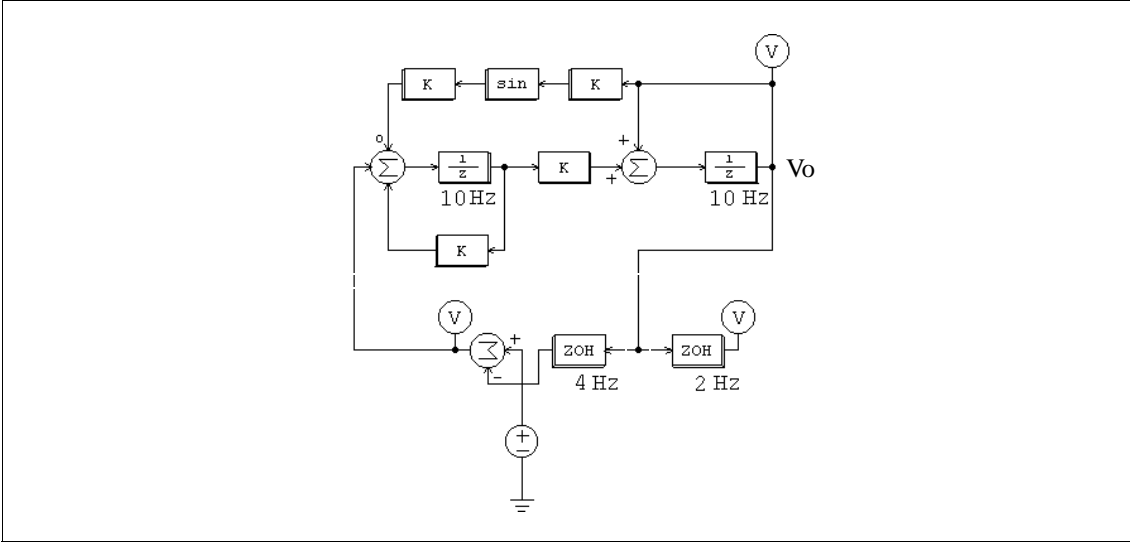 V
K sin K
o + 
Σ 1/z K + Σ 1/z Vo
10 Hz 10 Hz
K
V V
Σ + ZOH ZOH
- 4 Hz 2 Hz
+
-